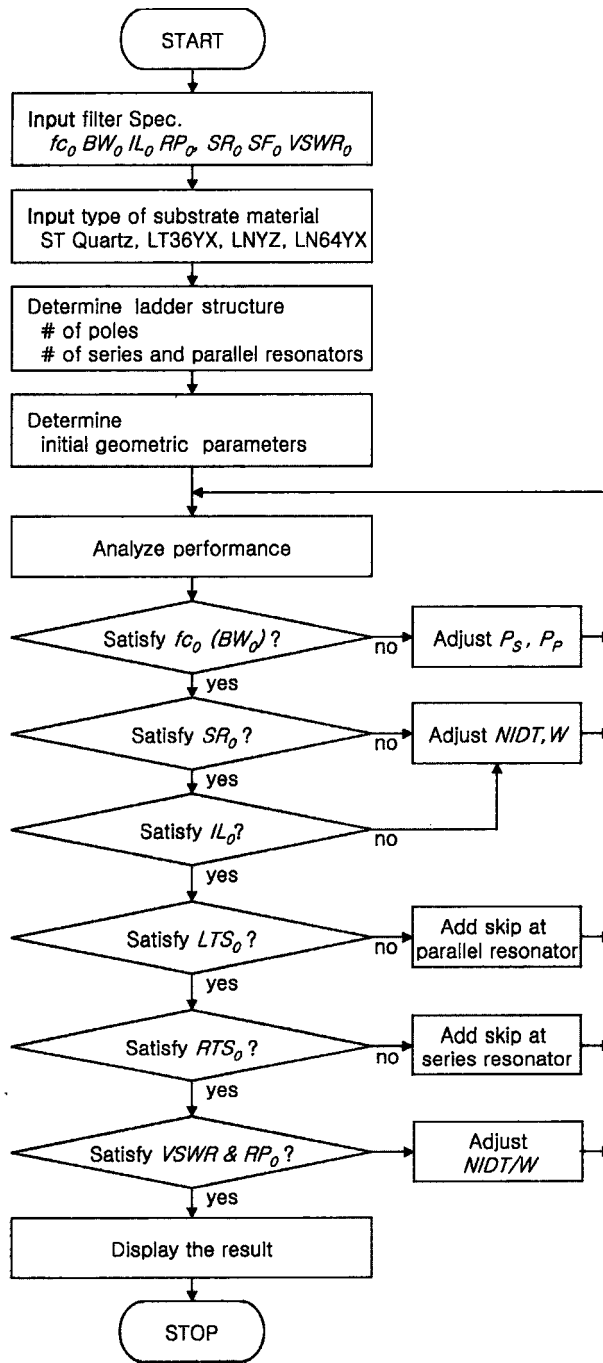 START
Input filter Spec.
fc₀ BW₀ IL₀ RP₀, SR₀ SF₀ VSWR₀
Input type of substrate material
ST Quartz, LT36YX, LNYZ, LN64YX
Determine ladder structure
# of poles
# of series and parallel resonators
Determine
initial geometric parameters
Analyze performance
Satisfy fc₀ (BW₀) ?
no
Adjust P_S, P_P
yes
Satisfy SR₀ ?
no
Adjust NIDT, W
yes
Satisfy IL₀?
no
yes
Satisfy LTS₀ ?
no
Add skip at
parallel resonator
yes
Satisfy RTS₀ ?
no
Add skip at
series resonator
yes
Satisfy VSWR & RP₀ ?
Adjust
NIDT/W
yes
Display the result
STOP